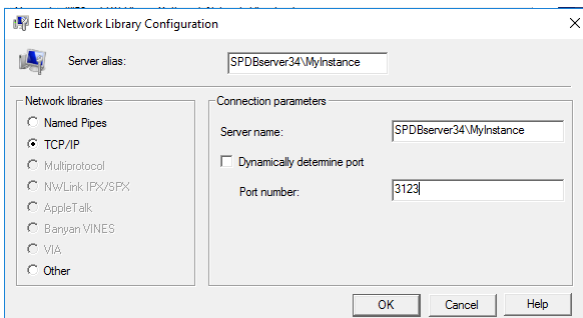 Edit Network Library Configuration
Server alias:
SPDBserver34\MyInstance
Network libraries
Named Pipes
TCP/IP
Multiprotocol
NWLink IPX/SPX
AppleTalk
Banyan VINES
VIA
Other
Connection parameters
Server name:
SPDBserver34\MyInstance
Dynamically determine port
Port number:
3123
OK
Cancel
Help